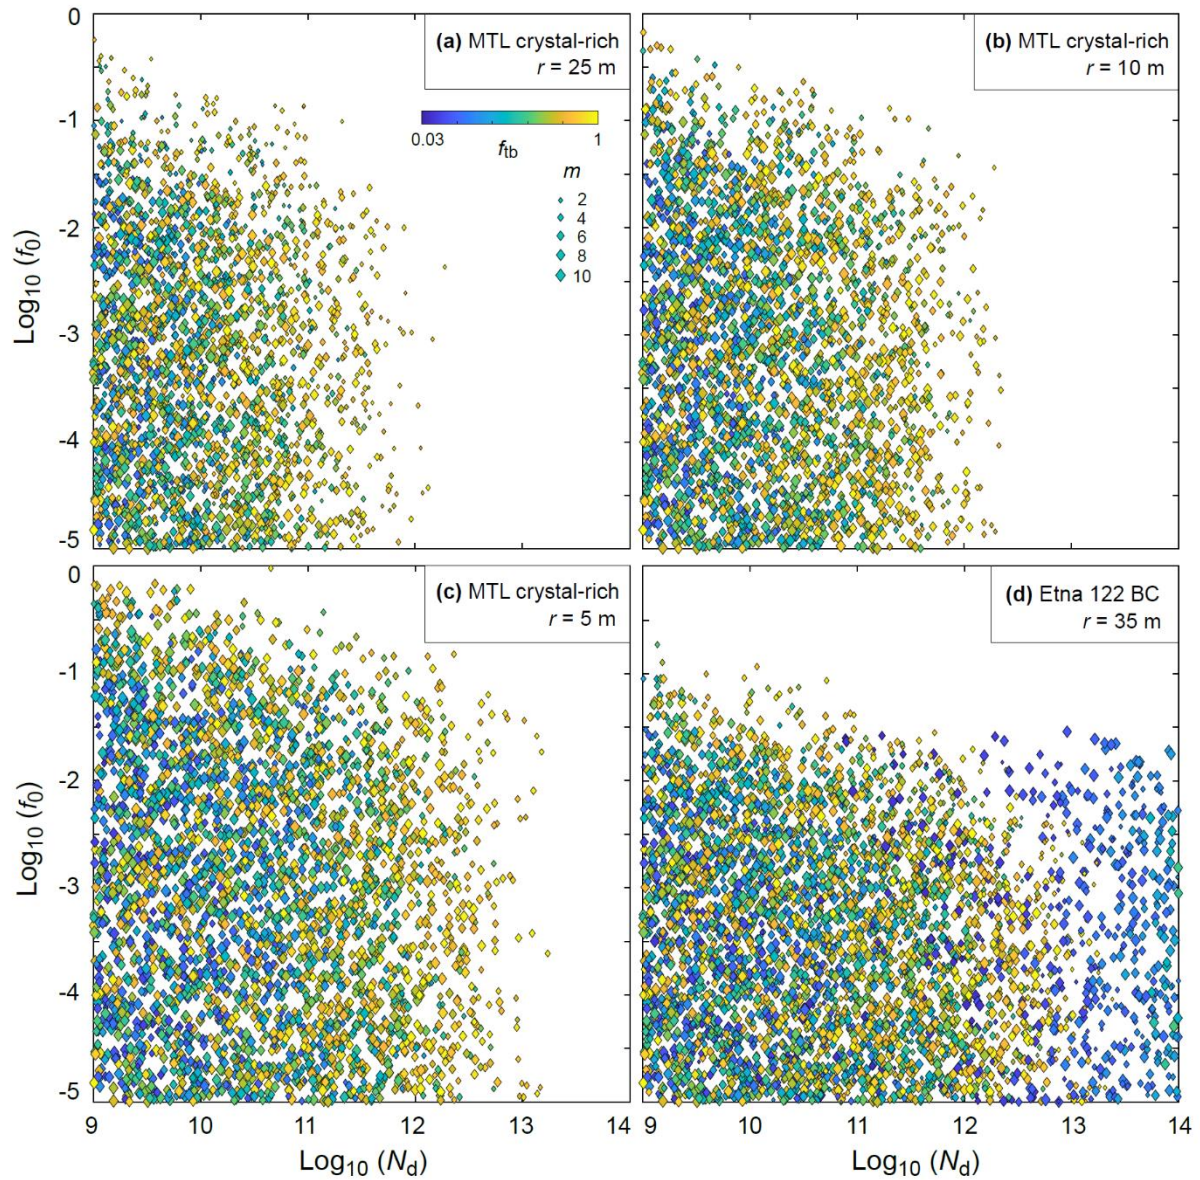 0
-1
-2
-3
-4
-5
Log10 (f0)
(a) MTL crystal-rich
r = 25 m
0.03
1
ftb
m
2
4
6
8
10
(b) MTL crystal-rich
r = 10 m
0
-1
-2
-3
-4
-5
Log10 (f0)
(c) MTL crystal-rich
r = 5 m
9 10 11 12 13 14
Log10 (Nd)
(d) Etna 122 BC
r = 35 m
9 10 11 12 13 14
Log10 (Nd)